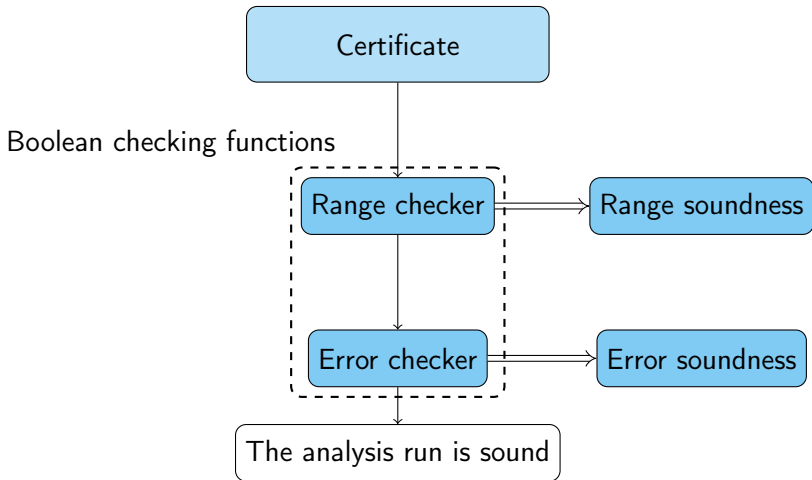 Certificate
Boolean checking functions
Range checker
Range soundness
Error checker
Error soundness
The analysis run is sound